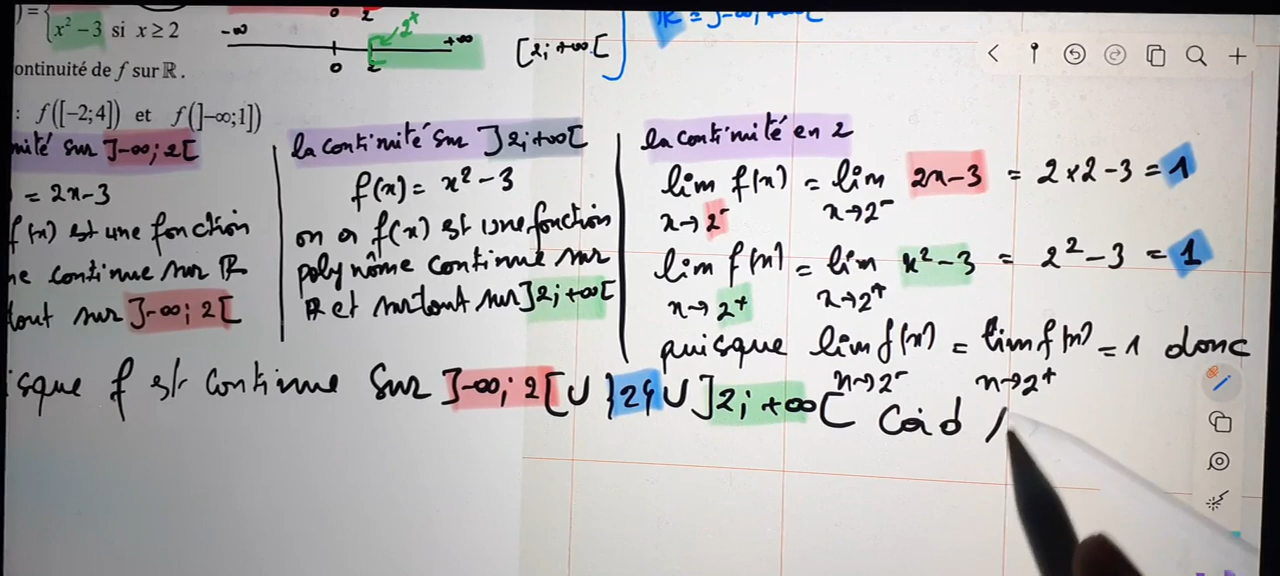 ) = { x² − 3 si x ≥ 2
−∞ 0 2 2⁺ +∞ [2; +∞[
ontinuité de f sur ℝ.
: f([−2;4]) et f(]−∞;1])
nité sur ]−∞; 2[
= 2x−3
f(x) est une fonction
ne continue sur ℝ
tout sur ]−∞; 2[
la continuité sur ]2; +∞[
f(x) = x² − 3
on a f(x) est une fonction
polynôme continue sur
ℝ et surtout sur ]2; +∞[
la continuité en 2
lim f(x) = lim 2x−3 = 2×2−3 = 1
x→2⁻ x→2⁻
lim f(x) = lim x²−3 = 2²−3 = 1
x→2⁺ x→2⁺
puisque lim f(x) = lim f(x) = 1 donc
x→2⁻ x→2⁺
isque f est continue sur ]−∞; 2[ ∪ {2} ∪ ]2; +∞[ Càd